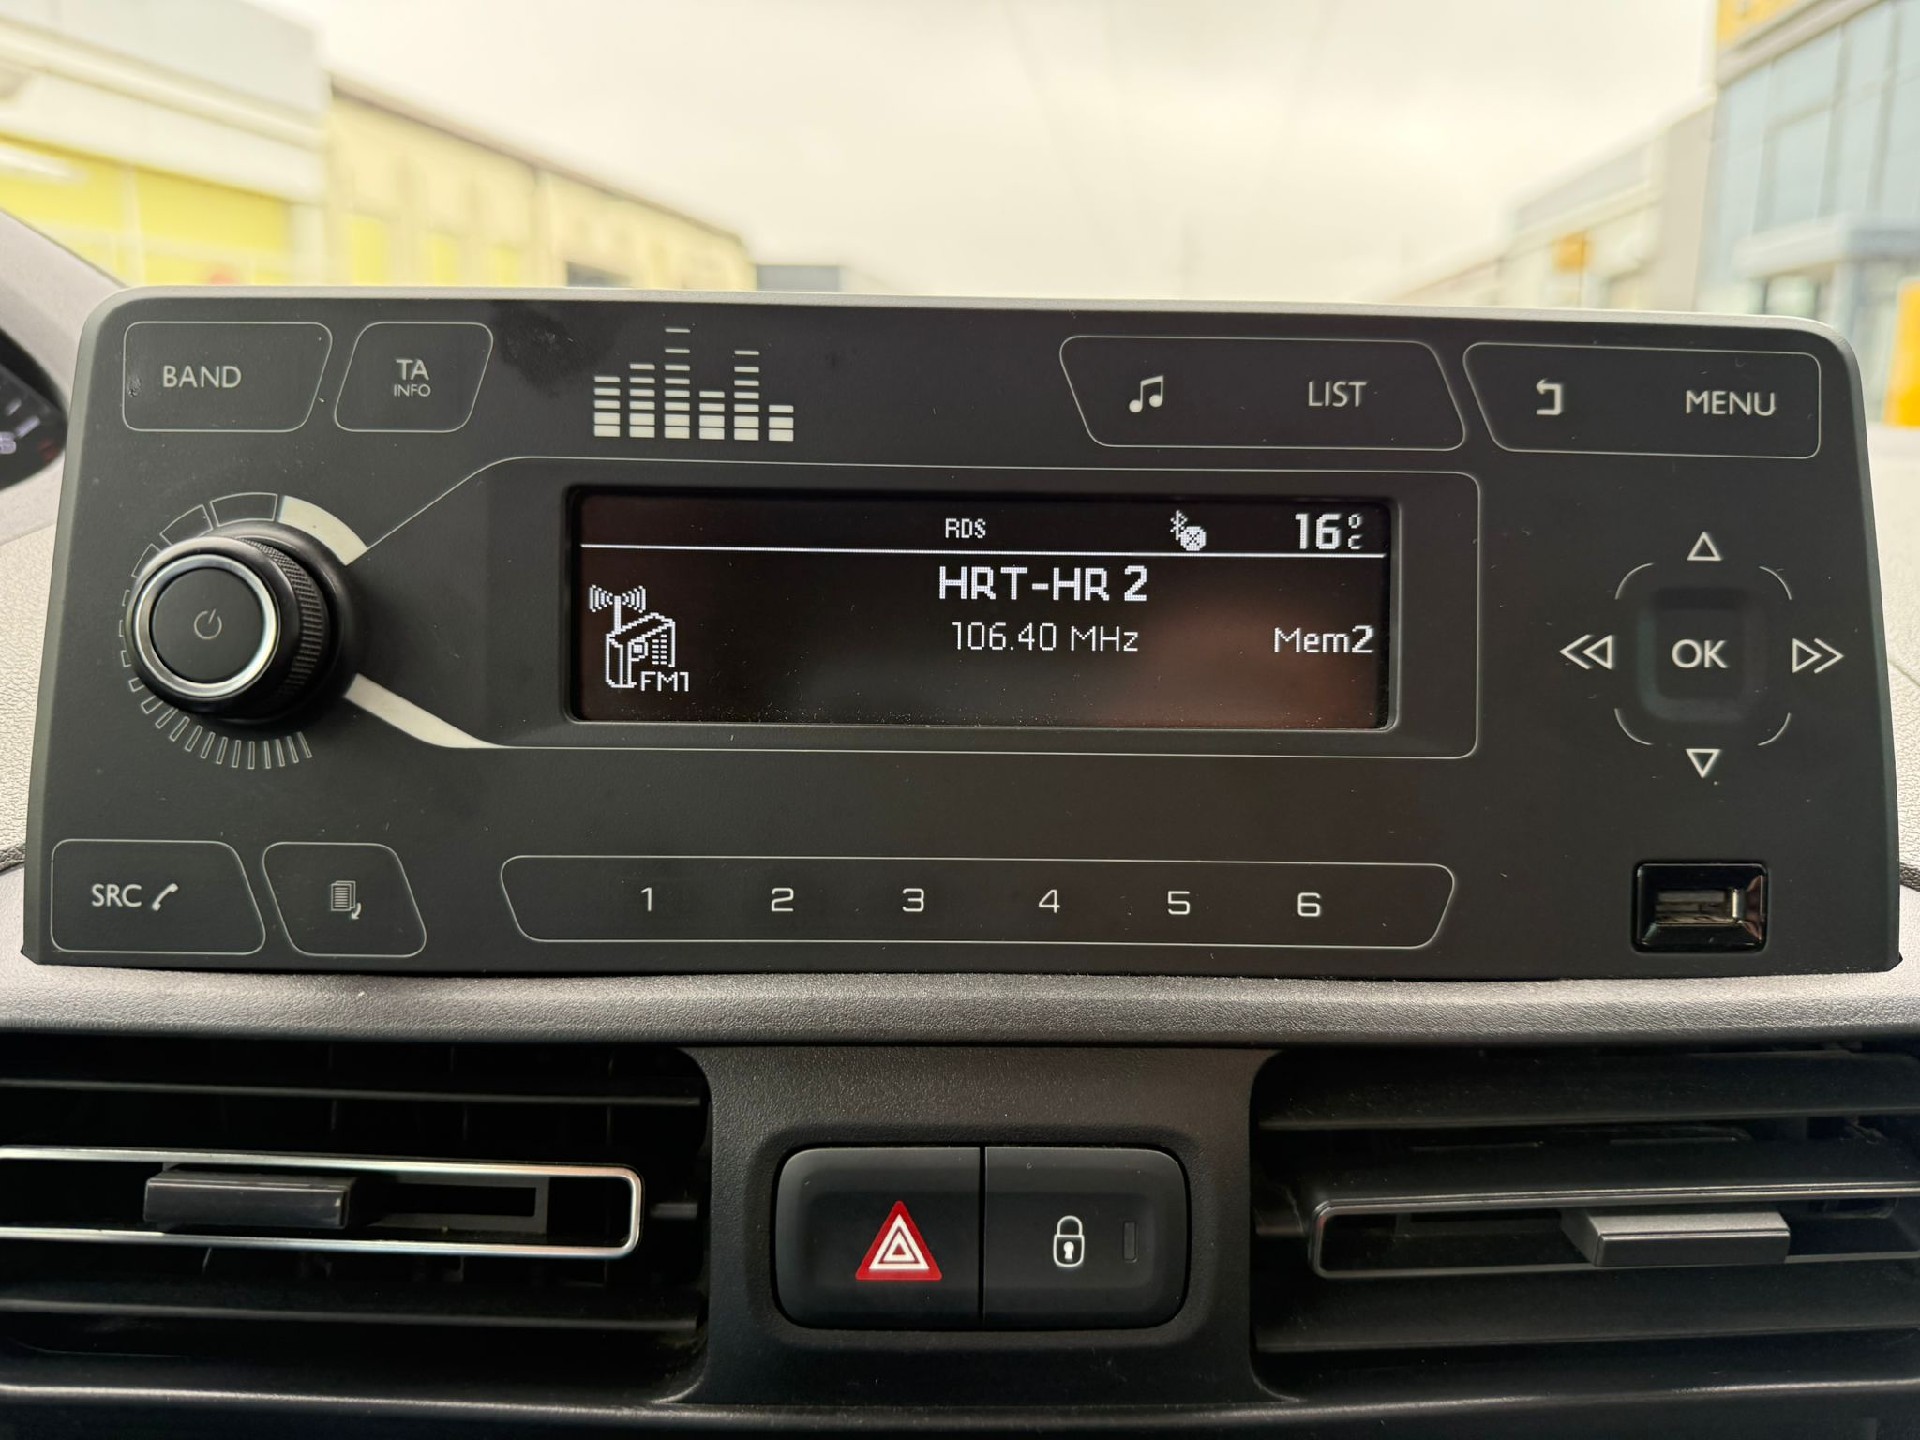 BAND
TA
INFO
LIST
MENU
RDS
16°C
HRT-HR 2
106.40 MHz
Mem2
FM1
OK
SRC
1 2 3 4 5 6